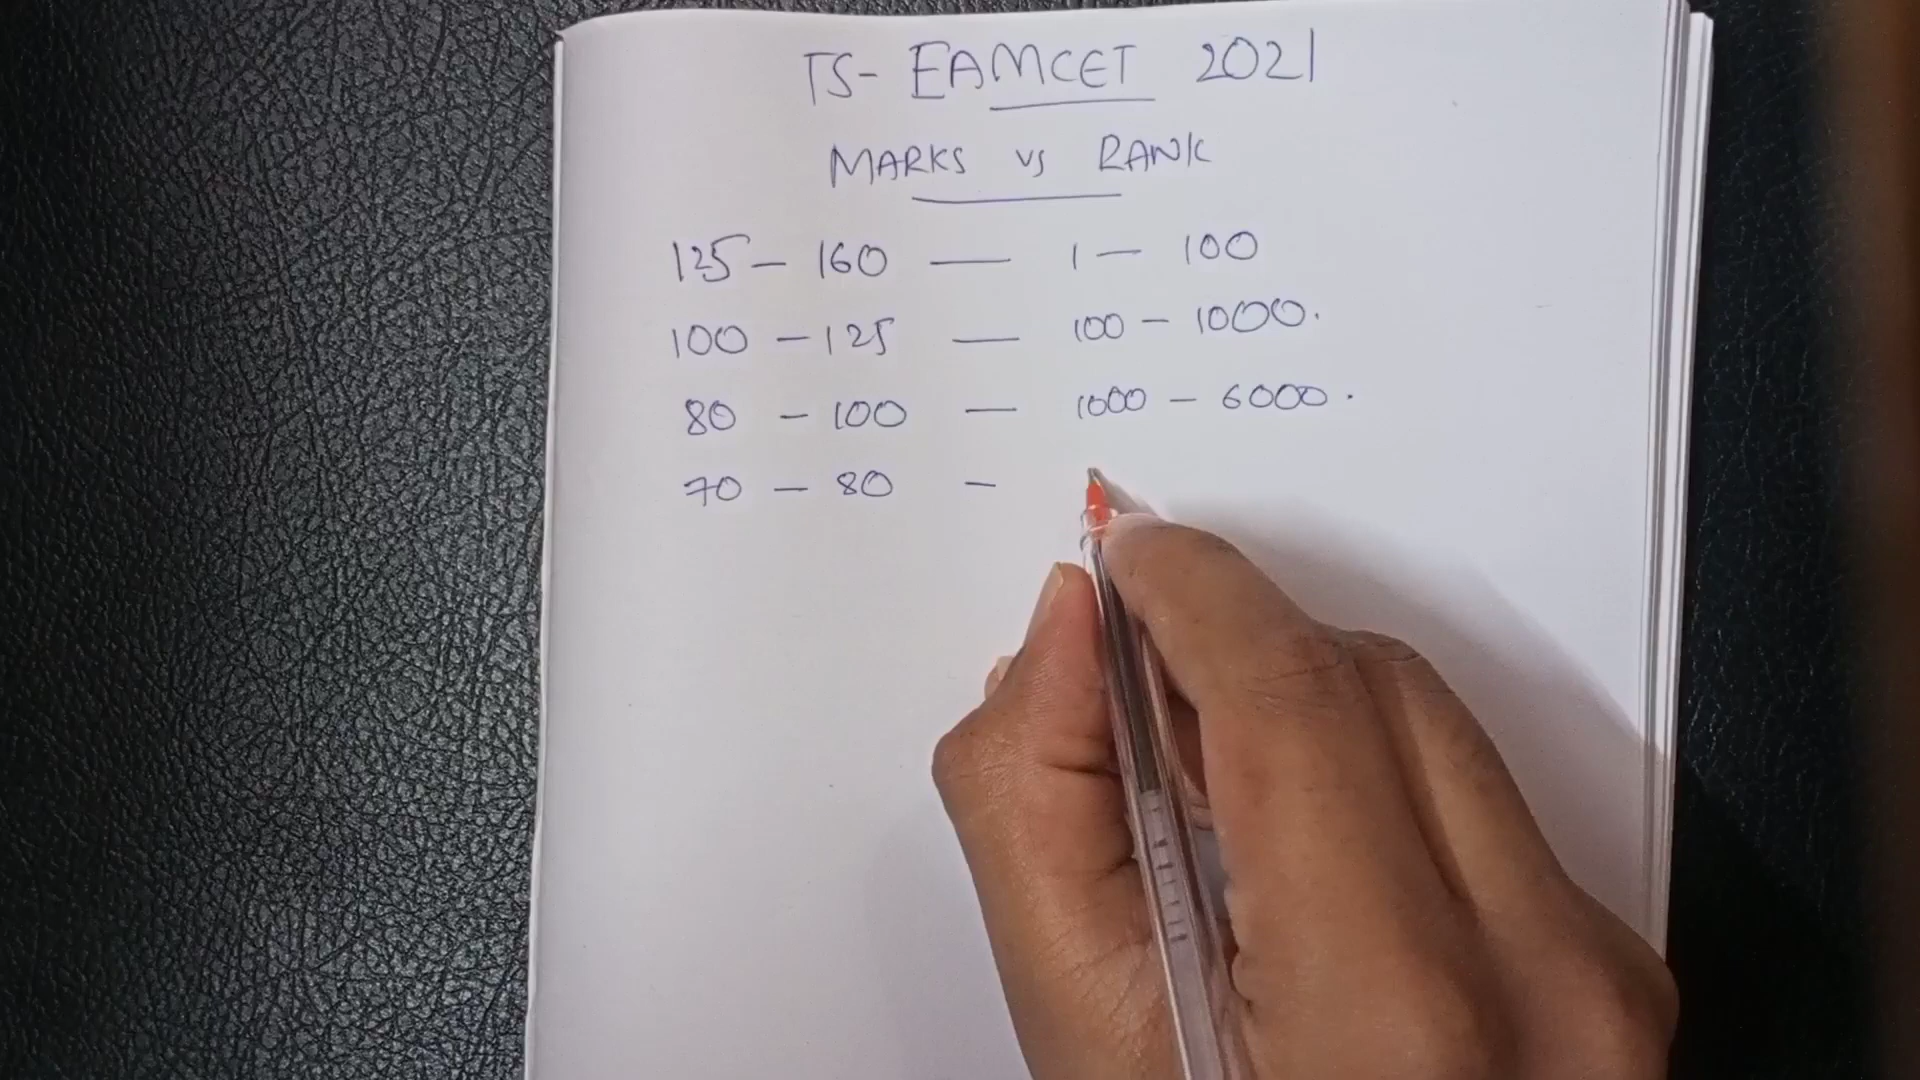 TS- EAMCET 2021
MARKS vs RANK
125 – 160 — 1 — 100
100 – 125 — 100 – 1000.
80 – 100 — 1000 – 6000.
70 – 80 –